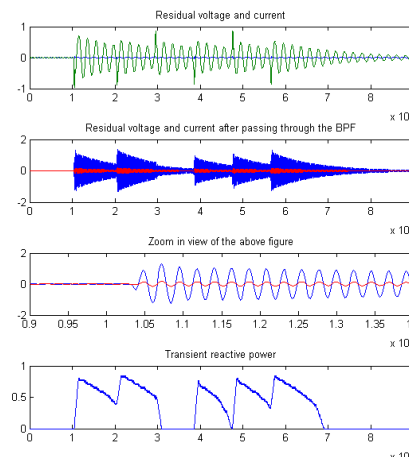 Residual voltage and current
1
0
-1
0 1 2 3 4 5 6 7 8 9
x 10
Residual voltage and current after passing through the BPF
2
0
-2
0 1 2 3 4 5 6 7 8 9
x 10
Zoom in view of the above figure
2
0
-2
0.9 0.95 1 1.05 1.1 1.15 1.2 1.25 1.3 1.35 1.
x 10
Transient reactive power
1
0.5
0
0 1 2 3 4 5 6 7 8 9
x 10